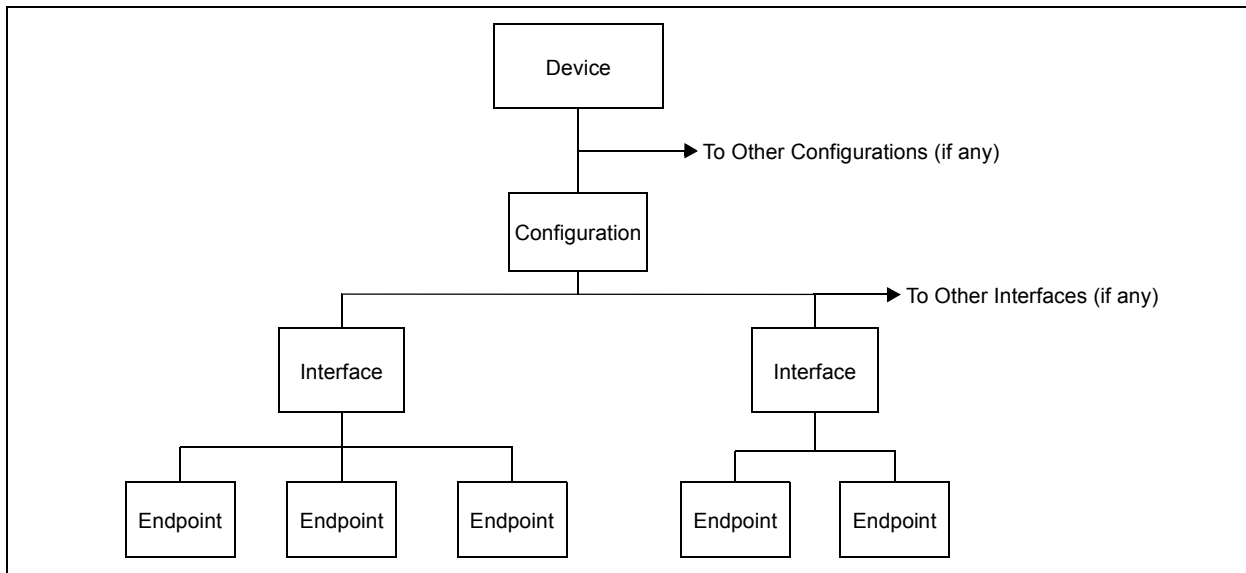 Device
To Other Configurations (if any)
Configuration
To Other Interfaces (if any)
Interface
Interface
Endpoint
Endpoint
Endpoint
Endpoint
Endpoint